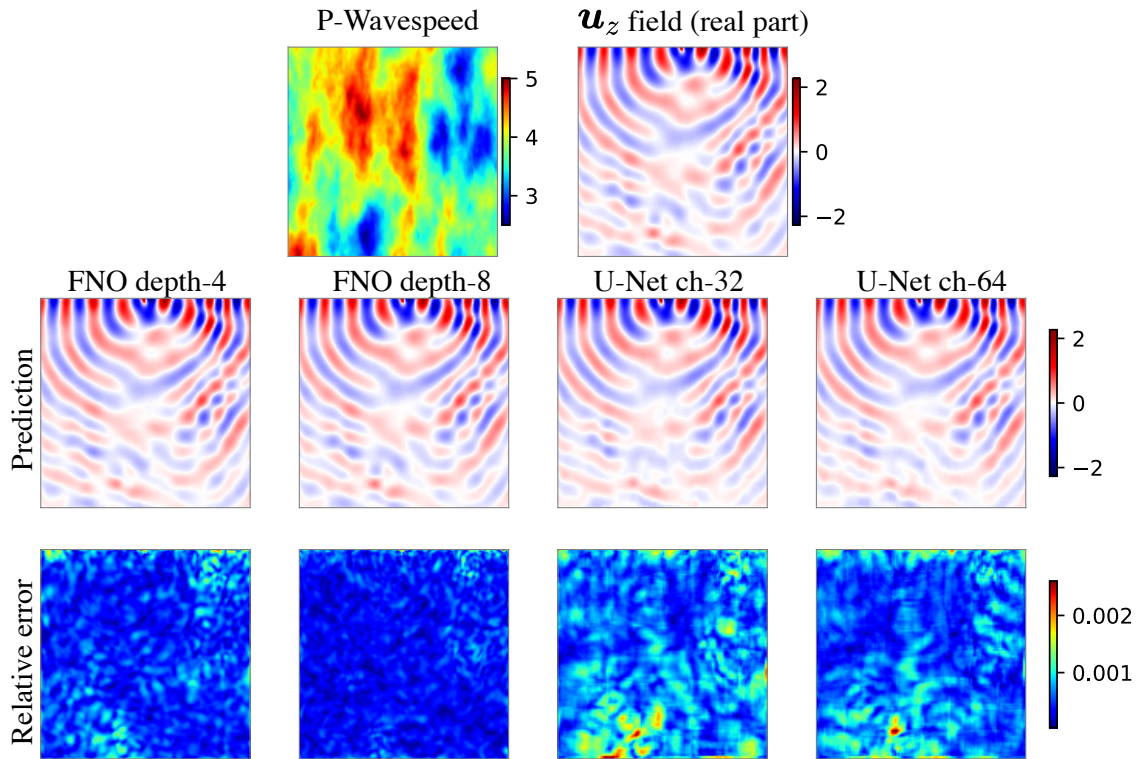 P-Wavespeed
u_z field (real part)
5
4
3
2
0
−2
FNO depth-4
FNO depth-8
U-Net ch-32
U-Net ch-64
Prediction
2
0
−2
Relative error
0.002
0.001